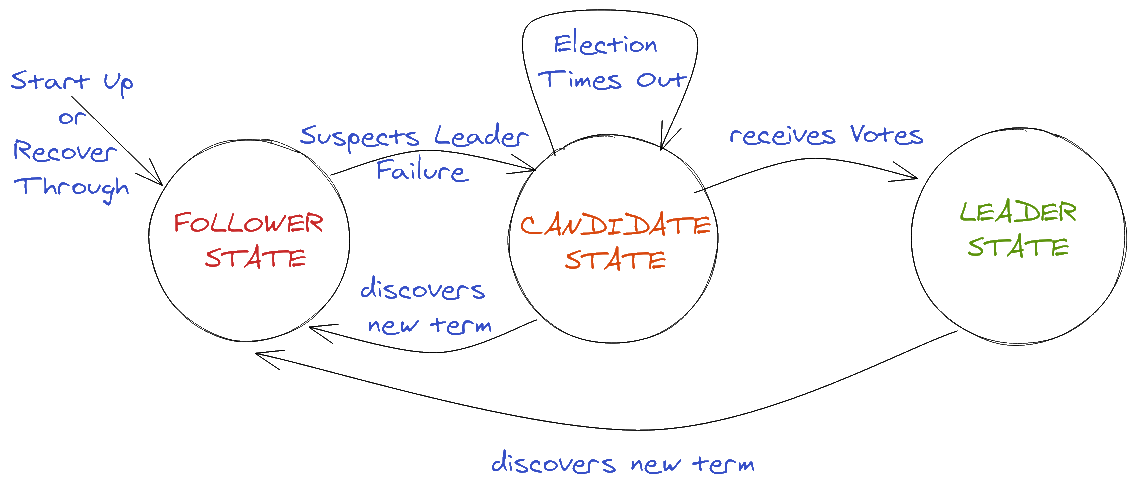 Start Up
or
Recover
Through
FOLLOWER
STATE
Suspects Leader
Failure
Election
Times Out
CANDIDATE
STATE
receives Votes
LEADER
STATE
discovers
new term
discovers new term